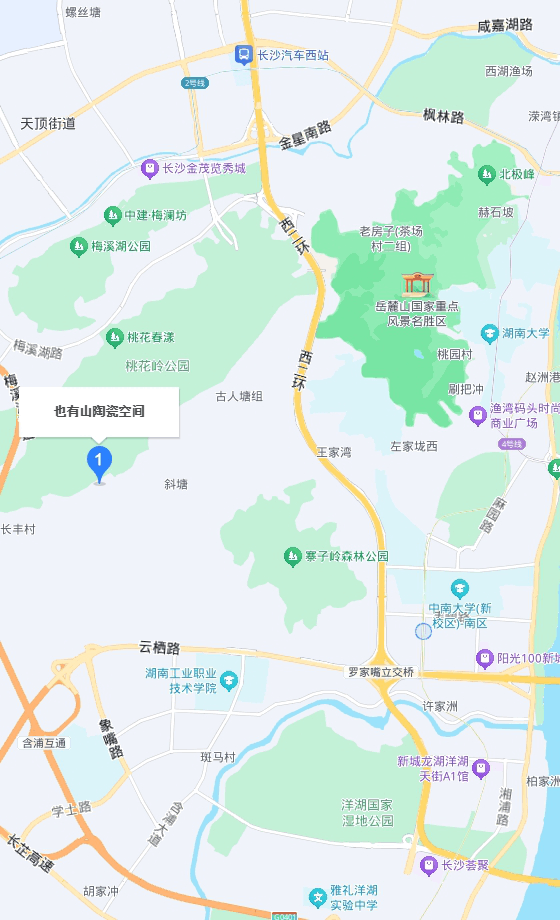 螺丝塘
咸嘉湖路
长沙汽车西站
西湖渔场
2号线
枫林路
天顶街道
金星南路
长沙金茂览秀城
北极峰
中建·梅澜坊
赫石坡
西二环
老房子(茶场
村二组)
梅溪湖公园
岳麓山国家重点
风景名胜区
湖南大学
桃花春漾
梅溪湖路
桃花岭公园
桃园村
西二环
赵洲港
刷把冲
古人塘组
也有山陶瓷空间
渔湾码头时尚
商业广场
4号线
左家垅西
王家湾
1
斜塘
麻园路
长丰村
寨子岭森林公园
中南大学(新
校区)-南区
云栖路
阳光100新城
湖南工业职业
技术学院
罗家嘴立交桥
许家洲
象嘴路
含浦互通
斑马村
新城龙湖洋湖
天街A1馆
柏家洲
湘浦路
学士路
含浦大道
洋湖国家
湿地公园
长芷高速
长沙荟聚
胡家冲
雅礼洋湖
实验中学